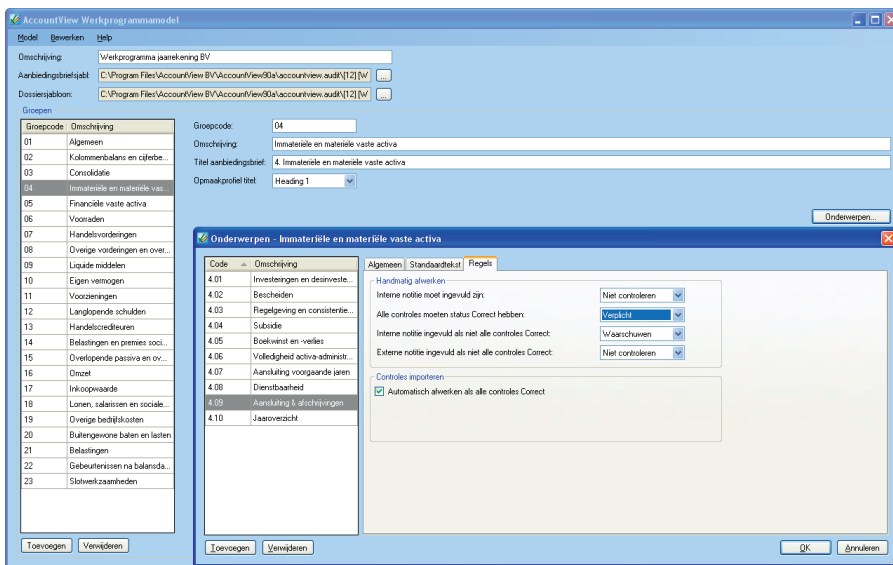 AccountView Werkprogrammamodel
Model Bewerken Help
Omschrijving: Werkprogramma jaarrekening BV
Aanbiedingsbriefsjabl: C:\Program Files\AccountView BV\AccountView90a\accountview.audit\[12] [W ...
Dossiersjabloon: C:\Program Files\AccountView BV\AccountView90a\accountview.audit\[12] [W ...
Groepen
Groepcode Omschrijving
01 Algemeen
02 Kolommenbalans en cijferbe...
03 Consolidatie
04 Immateriële en materiële vas...
05 Financiële vaste activa
06 Voorraden
07 Handelsvorderingen
08 Overige vorderingen en over...
09 Liquide middelen
10 Eigen vermogen
11 Voorzieningen
12 Langlopende schulden
13 Handelscrediteuren
14 Belastingen en premies soci...
15 Overlopende passiva en ov...
16 Omzet
17 Inkoopwaarde
18 Lonen, salarissen en sociale...
19 Overige bedrijfskosten
20 Buitengewone baten en lasten
21 Belastingen
22 Gebeurtenissen na balansda...
23 Slotwerkzaamheden
Toevoegen Verwijderen
Groepcode: 04
Omschrijving: Immateriële en materiële vaste activa
Titel aanbiedingsbrief: 4. Immateriële en materiële vaste activa
Opmaakprofiel titel: Heading 1
Onderwerpen...
Onderwerpen - Immateriële en materiële vaste activa
Code Omschrijving
4.01 Investeringen en desinveste...
4.02 Bescheiden
4.03 Regelgeving en consistentie...
4.04 Subsidie
4.05 Boekwinst en -verlies
4.06 Volledigheid activa-administr...
4.07 Aansluiting voorgaande jaren
4.08 Dienstbaarheid
4.09 Aansluiting & afschrijvingen
4.10 Jaaroverzicht
Toevoegen Verwijderen
Algemeen Standaardtekst Regels
Handmatig afwerken
Interne notitie moet ingevuld zijn: Niet controleren
Alle controles moeten status Correct hebben: Verplicht
Interne notitie ingevuld als niet alle controles Correct: Waarschuwen
Externe notitie ingevuld als niet alle controles Correct: Niet controleren
Controles importeren
Automatisch afwerken als alle controles Correct
OK Annuleren